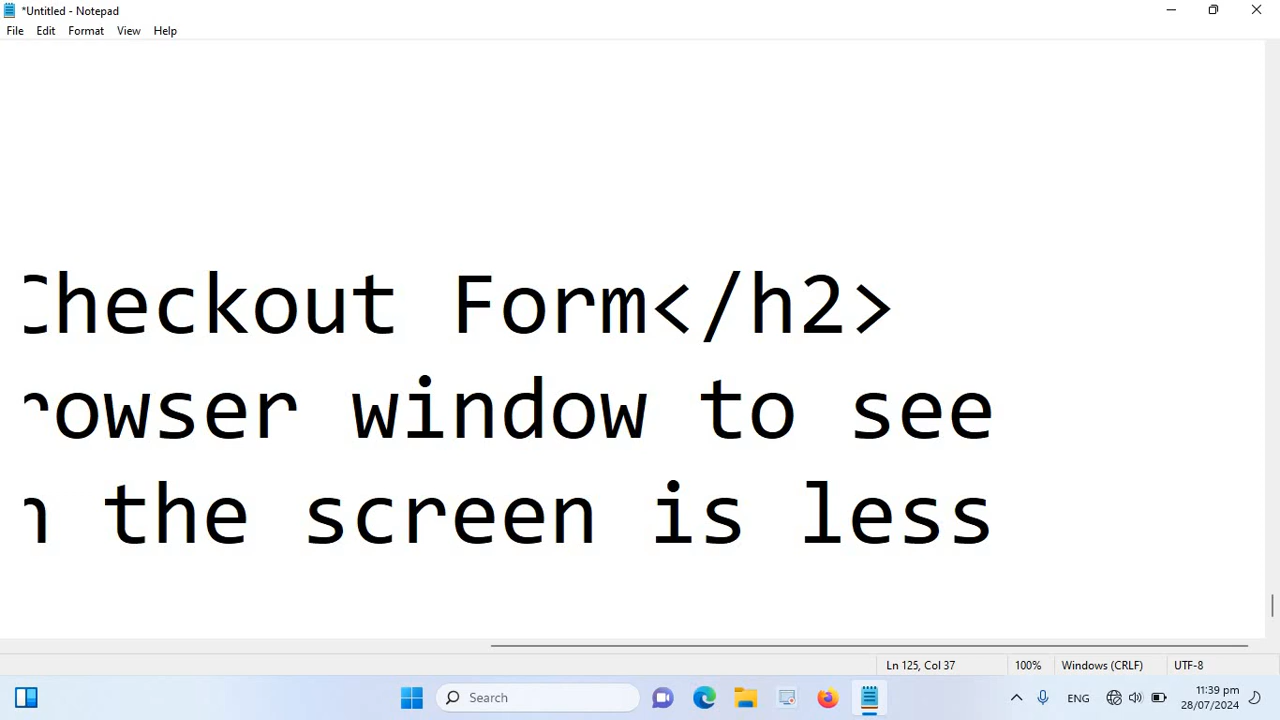 *Untitled - Notepad
File Edit Format View Help
Checkout Form</h2>
rowser window to see
n the screen is less
Ln 125, Col 37 100% Windows (CRLF) UTF-8
Search ENG 11:39 pm
28/07/2024